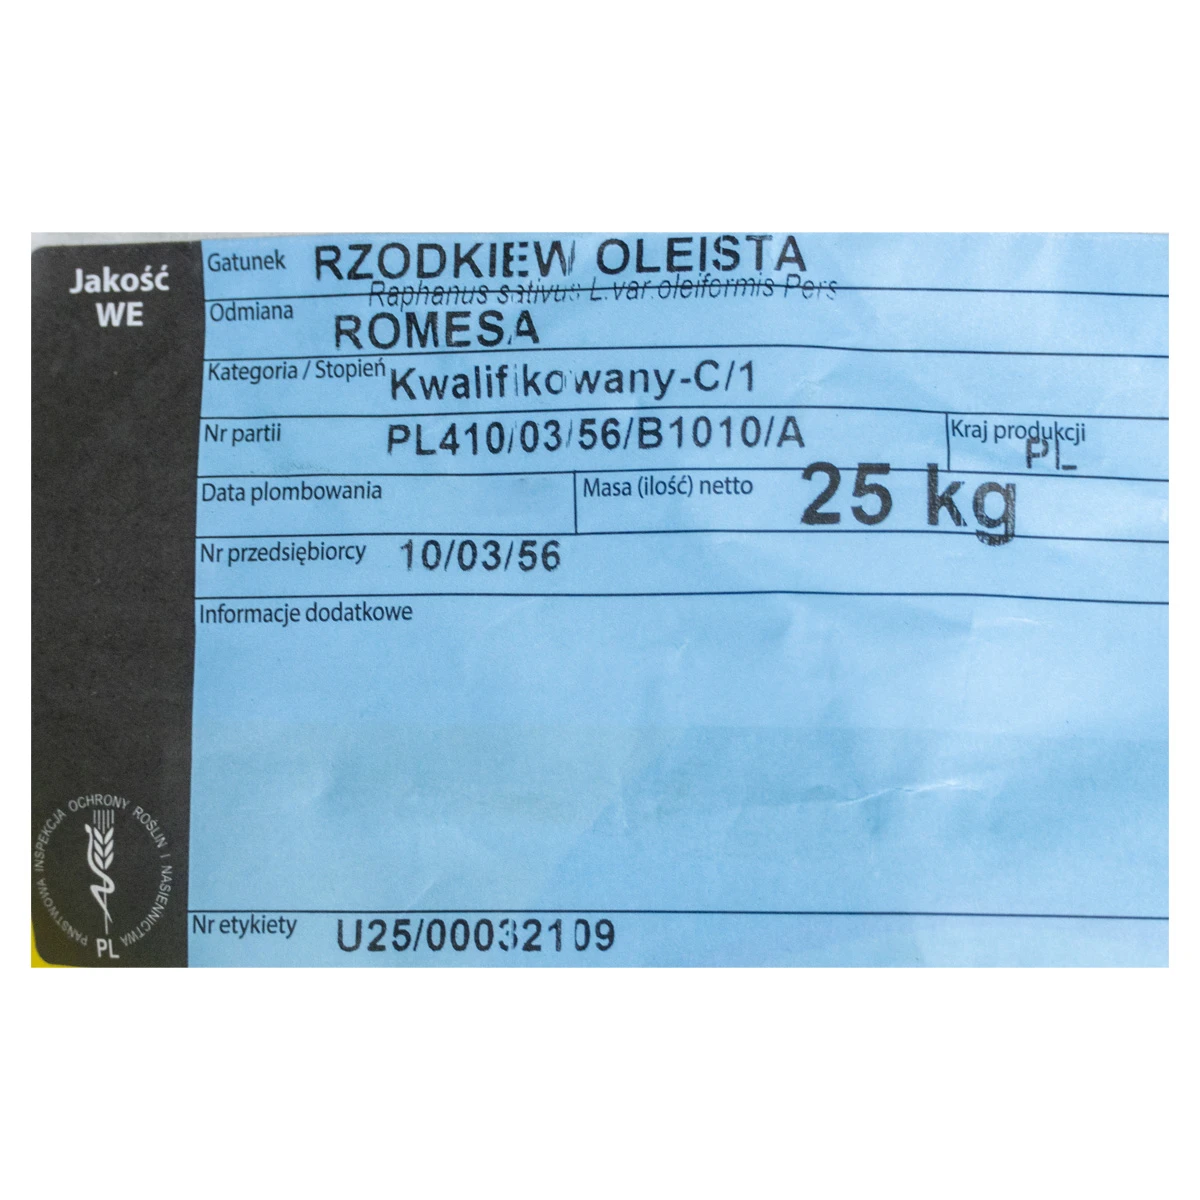 Jakość
WE
Gatunek RZODKIEW OLEISTA
Raphanus sativus L.var.oleiformis Pers
Odmiana ROMESA
Kategoria / Stopień Kwalifikowany-C/1
Nr partii PL410/03/56/B1010/A Kraj produkcji PL
Data plombowania Masa (ilość) netto 25 kg
Nr przedsiębiorcy 10/03/56
Informacje dodatkowe
PAŃSTWOWA INSPEKCJA OCHRONY ROŚLIN I NASIENNICTWA
PL
Nr etykiety U25/00032109